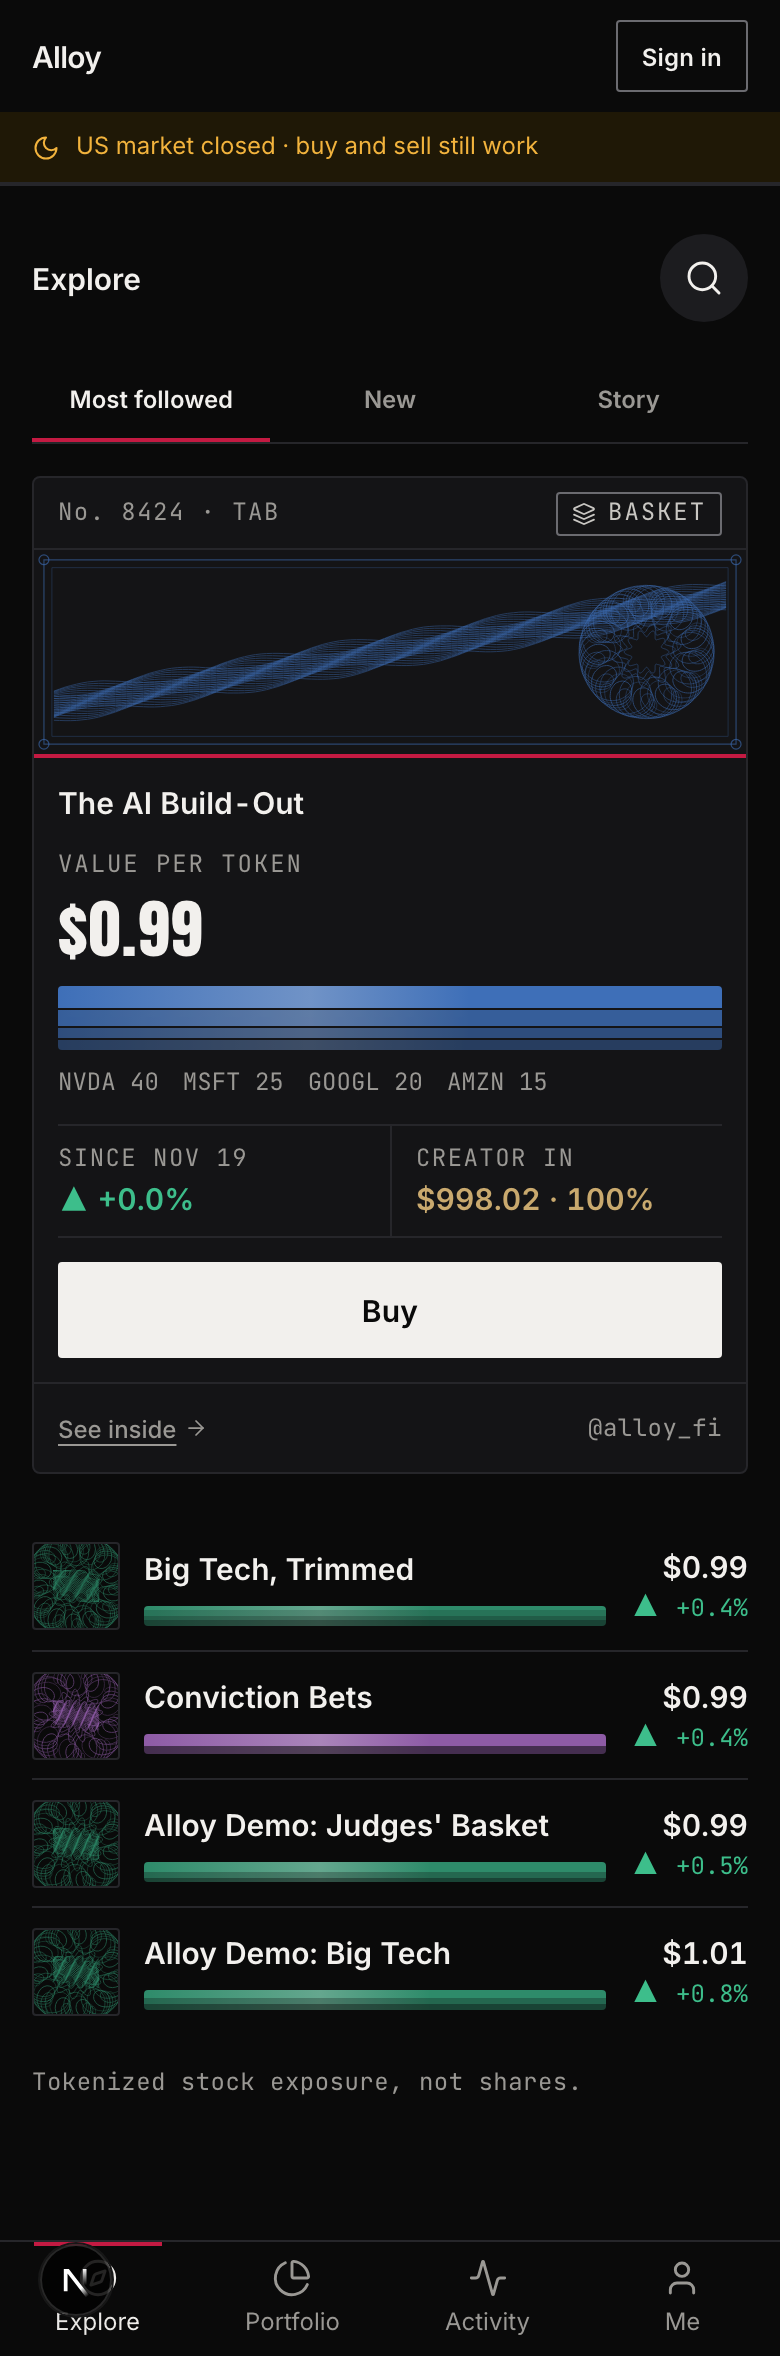 Alloy
Sign in
US market closed · buy and sell still work
Explore
Most followed
New
Story
No. 8424 · TAB
BASKET
The AI Build-Out
VALUE PER TOKEN
$0.99
NVDA 40 MSFT 25 GOOGL 20 AMZN 15
SINCE NOV 19
▲ +0.0%
CREATOR IN
$998.02 · 100%
Buy
See inside →
@alloy_fi
Big Tech, Trimmed
$0.99
▲ +0.4%
Conviction Bets
$0.99
▲ +0.4%
Alloy Demo: Judges' Basket
$0.99
▲ +0.5%
Alloy Demo: Big Tech
$1.01
▲ +0.8%
Tokenized stock exposure, not shares.
N
Explore
Portfolio
Activity
Me